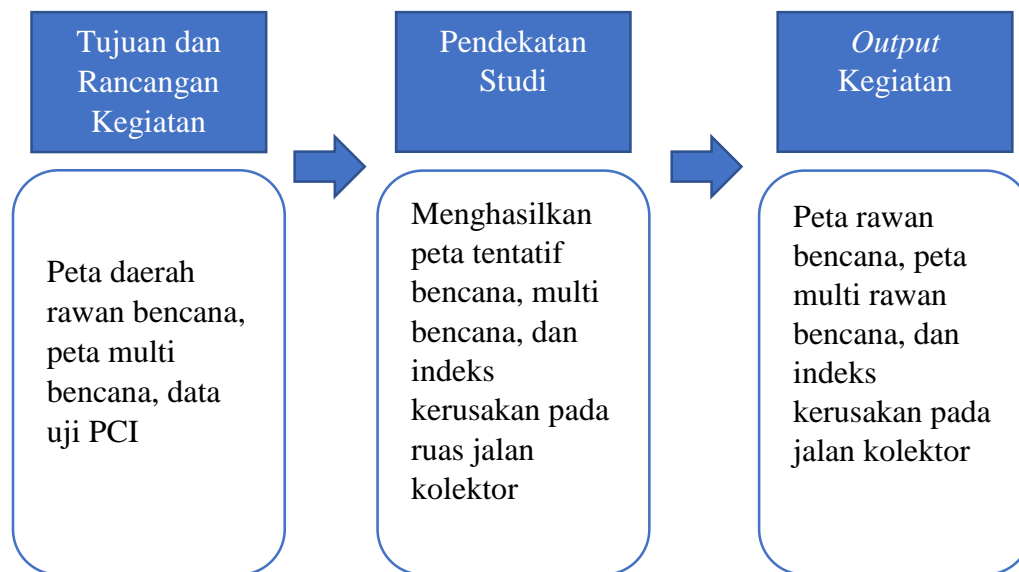 Tujuan dan
Rancangan
Kegiatan
Pendekatan
Studi
Output
Kegiatan
Peta daerah
rawan bencana,
peta multi
bencana, data
uji PCI
Menghasilkan
peta tentatif
bencana, multi
bencana, dan
indeks
kerusakan pada
ruas jalan
kolektor
Peta rawan
bencana, peta
multi rawan
bencana, dan
indeks
kerusakan pada
jalan kolektor